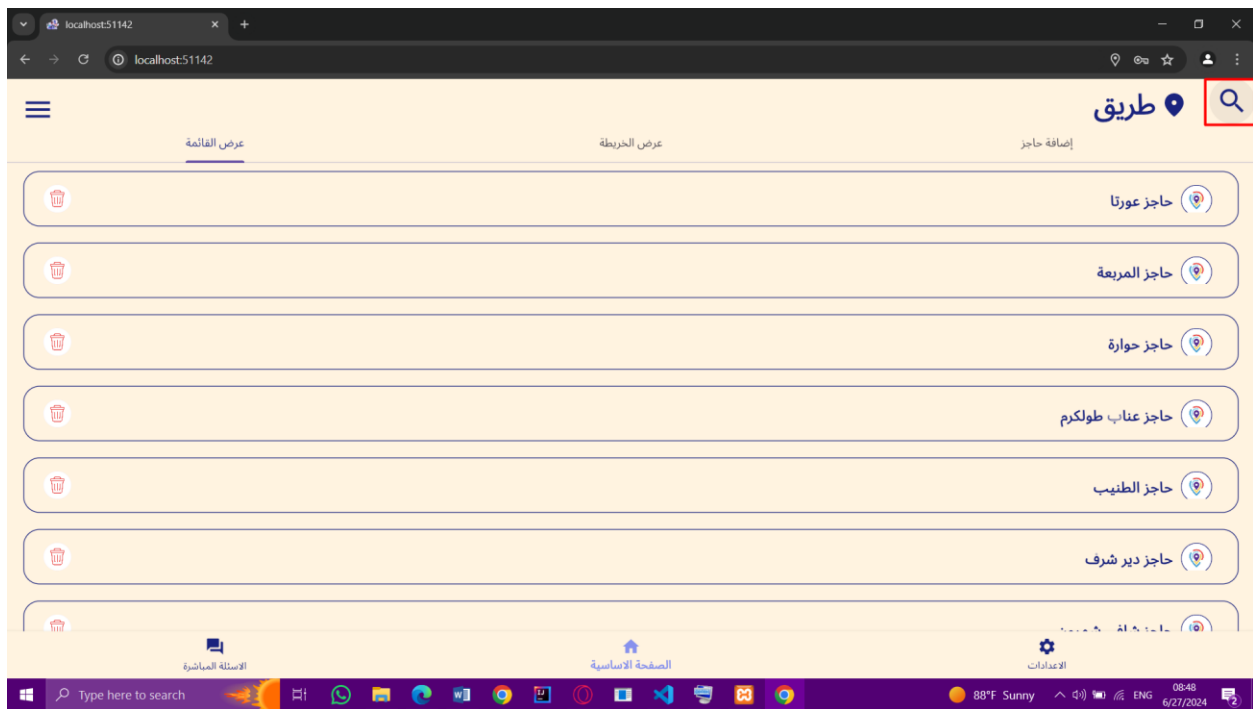 localhost:51142
localhost:51142
طريق
إضافة حاجز
عرض الخريطة
عرض القائمة
حاجز عورتا
حاجز المربعة
حاجز حوارة
حاجز عناب طولكرم
حاجز الطنيب
حاجز دير شرف
الاعدادات
الصفحة الاساسية
الاسئلة المباشرة
Type here to search
88°F Sunny
ENG
08:48
6/27/2024
2